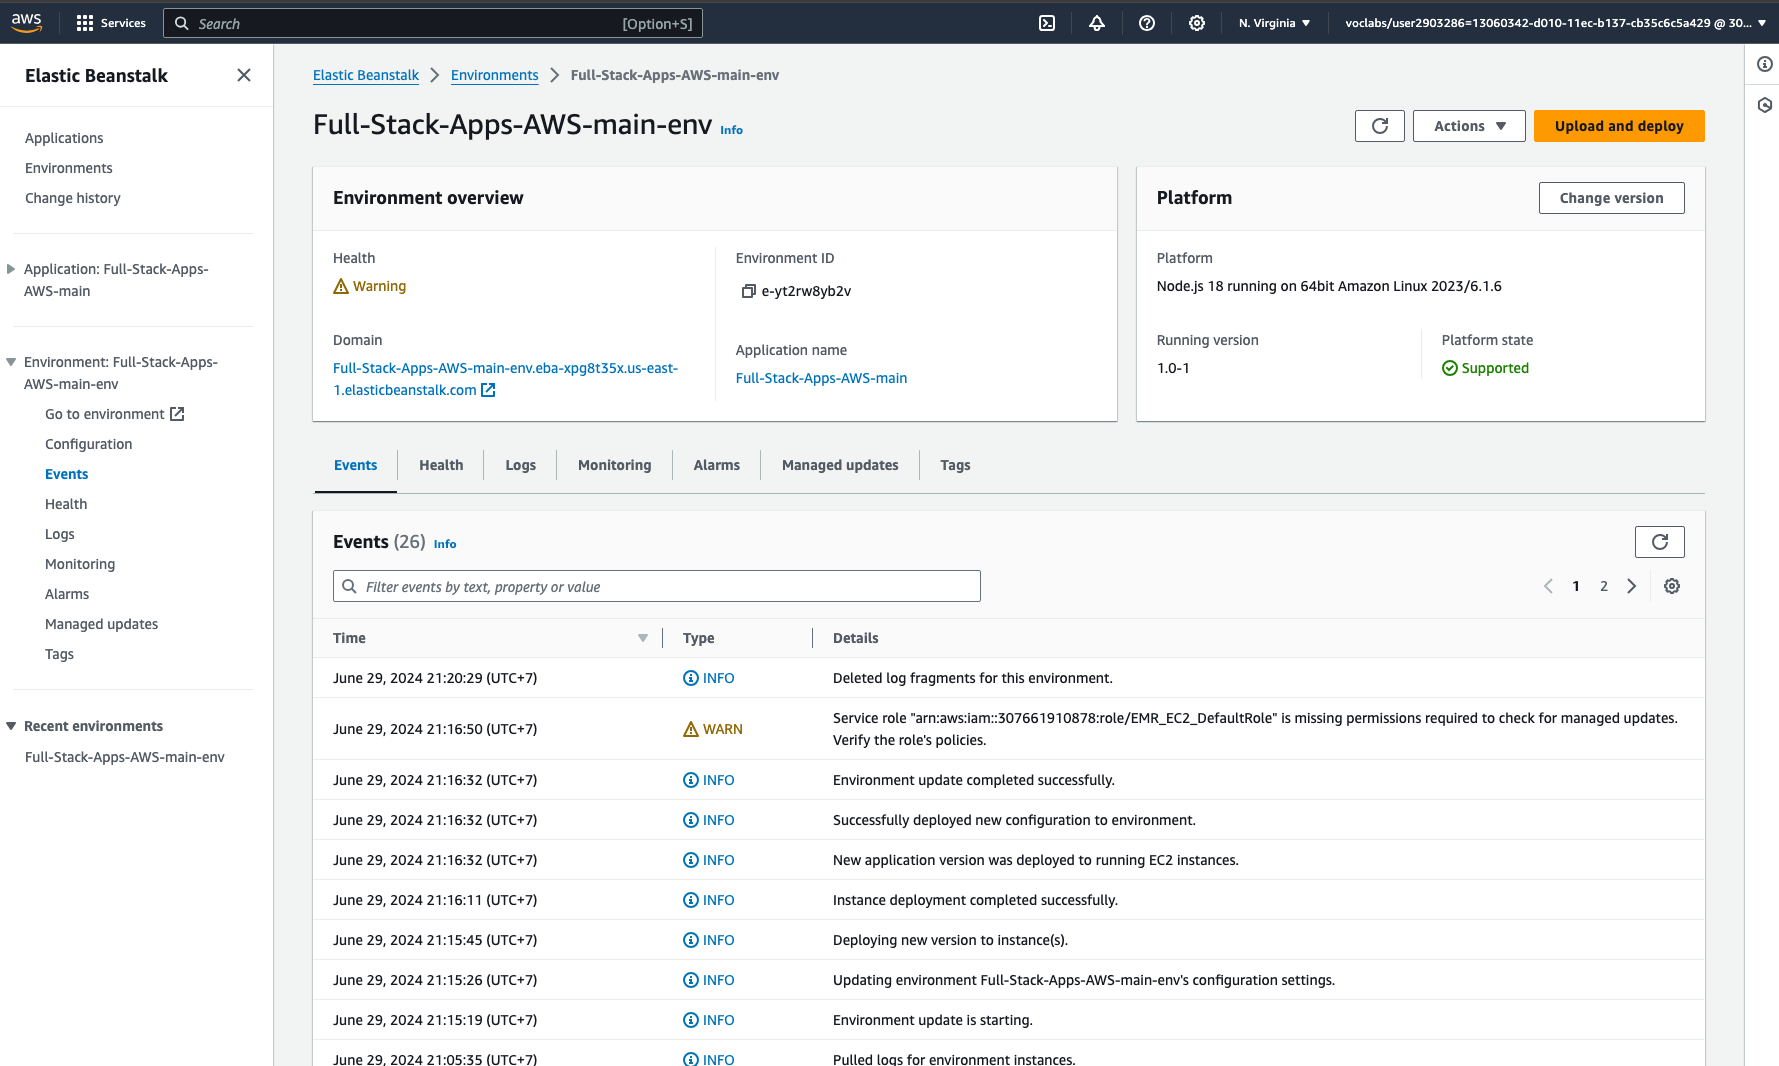 aws
Services
Search
[Option+S]
N. Virginia
voclabs/user2903286=13060342-d010-11ec-b137-cb35c6c5a429 @ 30...
Elastic Beanstalk
Applications
Environments
Change history
Application: Full-Stack-Apps-
AWS-main
Environment: Full-Stack-Apps-
AWS-main-env
Go to environment
Configuration
Events
Health
Logs
Monitoring
Alarms
Managed updates
Tags
Recent environments
Full-Stack-Apps-AWS-main-env
Elastic Beanstalk
Environments
Full-Stack-Apps-AWS-main-env
Full-Stack-Apps-AWS-main-env Info
Actions
Upload and deploy
Environment overview
Health
Warning
Domain
Full-Stack-Apps-AWS-main-env.eba-xpg8t35x.us-east-
1.elasticbeanstalk.com
Environment ID
e-yt2rw8yb2v
Application name
Full-Stack-Apps-AWS-main
Platform
Change version
Platform
Node.js 18 running on 64bit Amazon Linux 2023/6.1.6
Running version
1.0-1
Platform state
Supported
Events
Health
Logs
Monitoring
Alarms
Managed updates
Tags
Events (26) Info
Filter events by text, property or value
1
2
Time
Type
Details
June 29, 2024 21:20:29 (UTC+7) INFO Deleted log fragments for this environment.
June 29, 2024 21:16:50 (UTC+7) WARN Service role "arn:aws:iam::307661910878:role/EMR_EC2_DefaultRole" is missing permissions required to check for managed updates.
Verify the role's policies.
June 29, 2024 21:16:32 (UTC+7) INFO Environment update completed successfully.
June 29, 2024 21:16:32 (UTC+7) INFO Successfully deployed new configuration to environment.
June 29, 2024 21:16:32 (UTC+7) INFO New application version was deployed to running EC2 instances.
June 29, 2024 21:16:11 (UTC+7) INFO Instance deployment completed successfully.
June 29, 2024 21:15:45 (UTC+7) INFO Deploying new version to instance(s).
June 29, 2024 21:15:26 (UTC+7) INFO Updating environment Full-Stack-Apps-AWS-main-env's configuration settings.
June 29, 2024 21:15:19 (UTC+7) INFO Environment update is starting.
June 29, 2024 21:05:35 (UTC+7) INFO Pulled logs for environment instances.